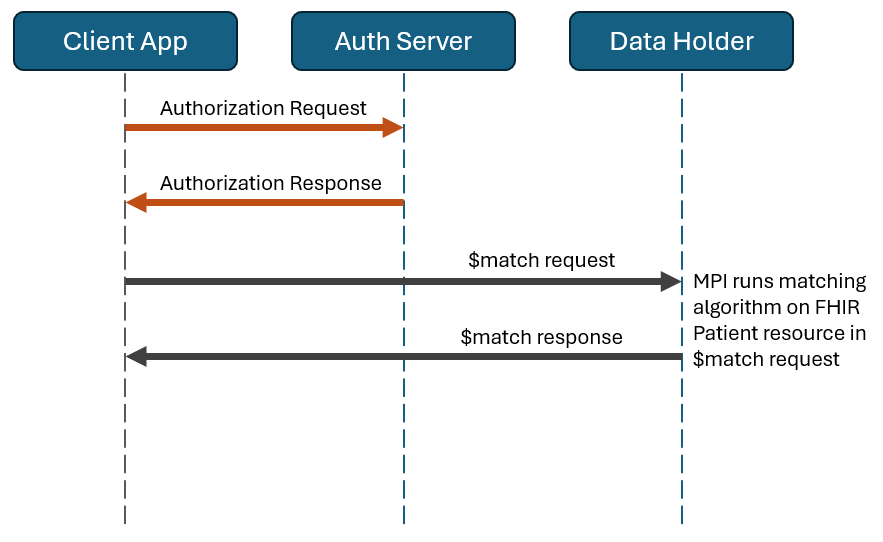 Client App
Auth Server
Data Holder
Authorization Request
Authorization Response
$match request
MPI runs matching
algorithm on FHIR
Patient resource in
$match request
$match response